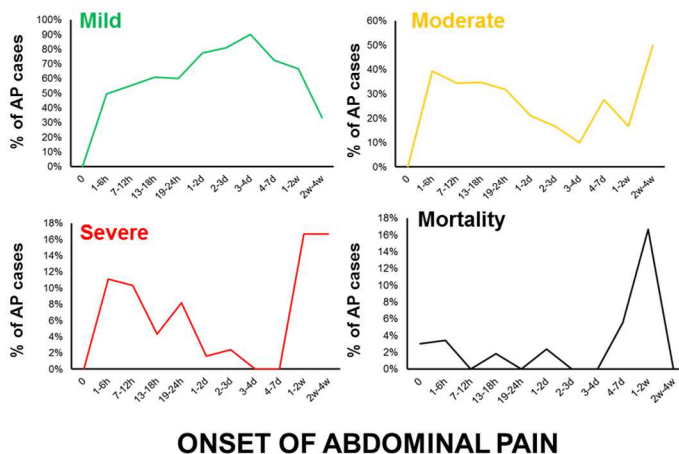 Mild
% of AP cases
100%
90%
80%
70%
60%
50%
40%
30%
20%
10%
0%
0 1-6h 7-12h 13-18h 19-24h 1-2d 2-3d 3-4d 4-7d 1-2w 2w-4w
Moderate
% of AP cases
60%
50%
40%
30%
20%
10%
0%
0 1-6h 7-12h 13-18h 19-24h 1-2d 2-3d 3-4d 4-7d 1-2w 2w-4w
Severe
% of AP cases
18%
16%
14%
12%
10%
8%
6%
4%
2%
0%
0 1-6h 7-12h 13-18h 19-24h 1-2d 2-3d 3-4d 4-7d 1-2w 2w-4w
Mortality
% of AP cases
18%
16%
14%
12%
10%
8%
6%
4%
2%
0%
0 1-6h 7-12h 13-18h 19-24h 1-2d 2-3d 3-4d 4-7d 1-2w 2w-4w
ONSET OF ABDOMINAL PAIN